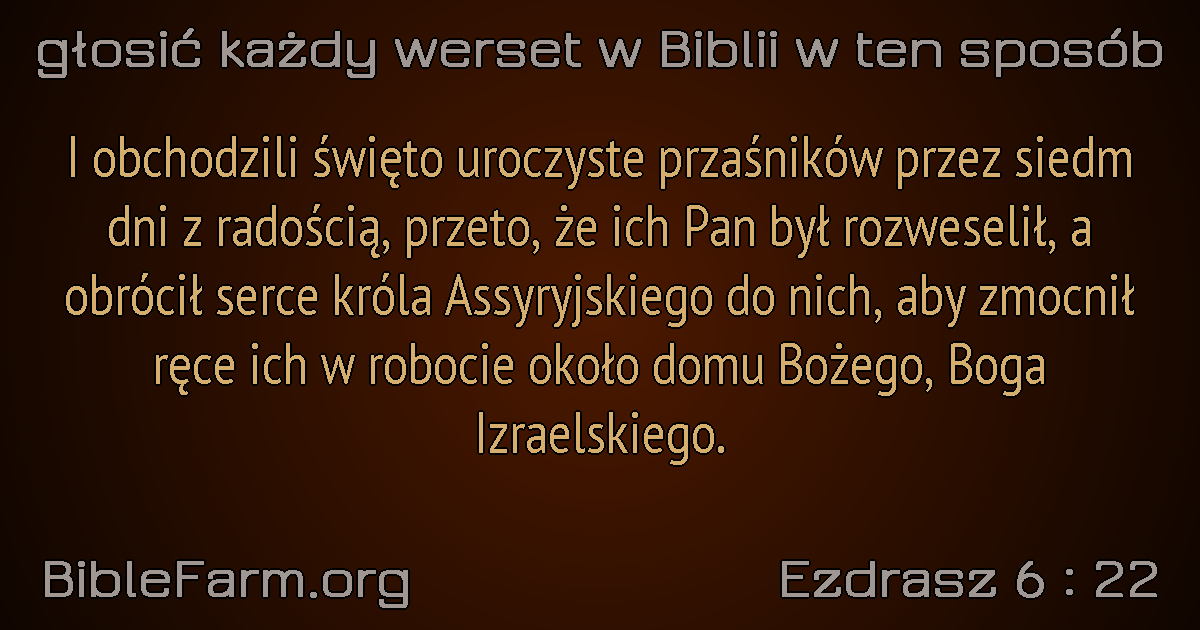 głosić każdy werset w Biblii w ten sposób
I obchodzili święto uroczyste przaśników przez siedm
dni z radością, przeto, że ich Pan był rozweselił, a
obrócił serce króla Assyryjskiego do nich, aby zmocnił
ręce ich w robocie około domu Bożego, Boga
Izraelskiego.
BibleFarm.org
Ezdrasz 6 : 22